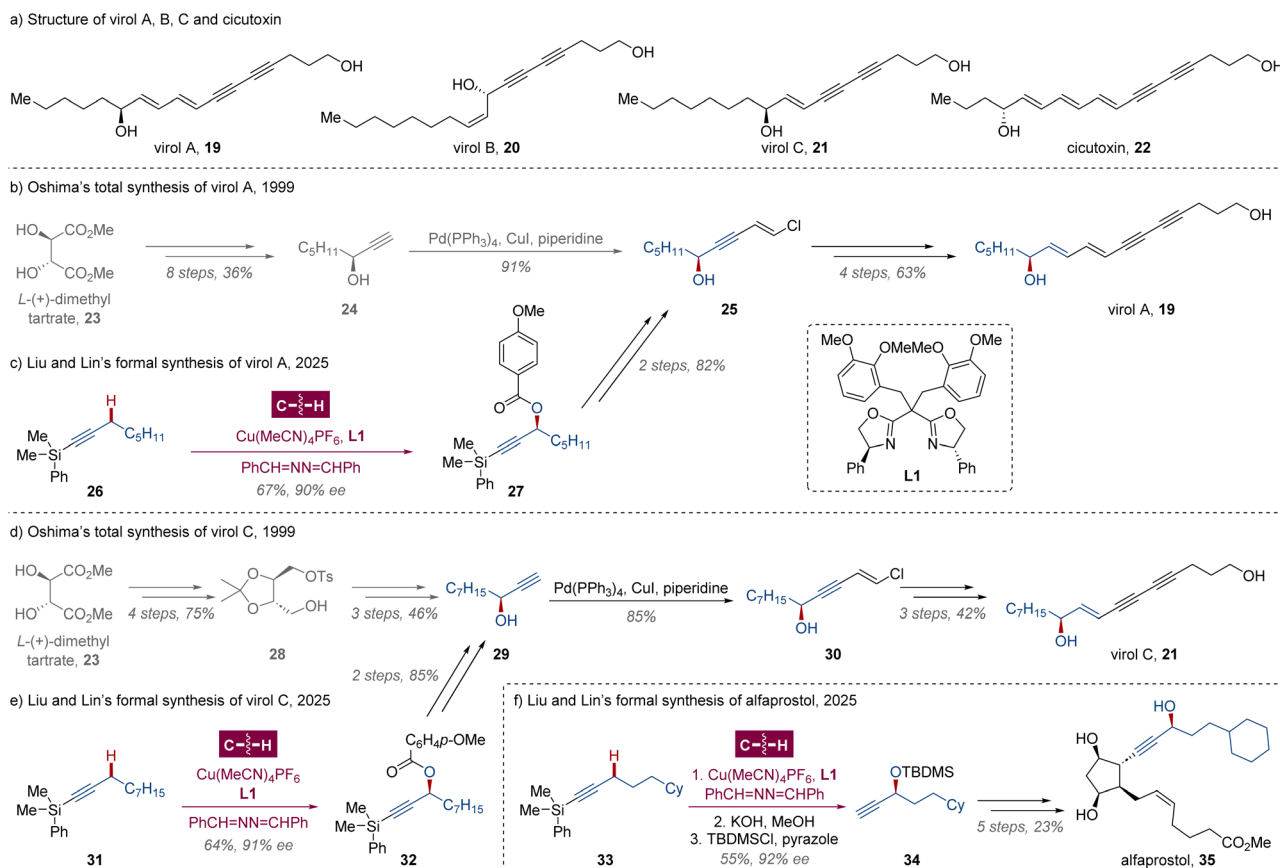 a) Structure of virol A, B, C and cicutoxin
Me
OH
OH
virol A, 19
HO
OH
Me
virol B, 20
Me
OH
OH
virol C, 21
Me
OH
OH
cicutoxin, 22
b) Oshima's total synthesis of virol A, 1999
HO
CO2Me
HO
CO2Me
L-(+)-dimethyl
tartrate, 23
8 steps, 36%
C5H11
OH
24
Pd(PPh3)4, CuI, piperidine
91%
C5H11
Cl
OH
25
4 steps, 63%
C5H11
OH
OH
virol A, 19
c) Liu and Lin's formal synthesis of virol A, 2025
H
Me
Me
Si
Ph
C5H11
26
C H
Cu(MeCN)4PF6, L1
PhCH=NN=CHPh
67%, 90% ee
OMe
O
O
Me
Me
Si
Ph
C5H11
27
2 steps, 82%
MeO
OMe
MeO
OMe
O
O
N
N
Ph
Ph
L1
d) Oshima's total synthesis of virol C, 1999
HO
CO2Me
HO
CO2Me
L-(+)-dimethyl
tartrate, 23
4 steps, 75%
O
O
OTs
OH
28
3 steps, 46%
C7H15
OH
29
Pd(PPh3)4, CuI, piperidine
85%
C7H15
Cl
OH
30
3 steps, 42%
C7H15
OH
OH
virol C, 21
2 steps, 85%
e) Liu and Lin's formal synthesis of virol C, 2025
H
Me
Me
Si
Ph
C7H15
31
C H
Cu(MeCN)4PF6
L1
PhCH=NN=CHPh
64%, 91% ee
C6H4p-OMe
O
O
Me
Me
Si
Ph
C7H15
32
f) Liu and Lin's formal synthesis of alfaprostol, 2025
H
Me
Me
Si
Ph
Cy
33
C H
1. Cu(MeCN)4PF6, L1
PhCH=NN=CHPh
2. KOH, MeOH
3. TBDMSCl, pyrazole
55%, 92% ee
OTBDMS
Cy
34
5 steps, 23%
HO
HO
HO
CO2Me
alfaprostol, 35